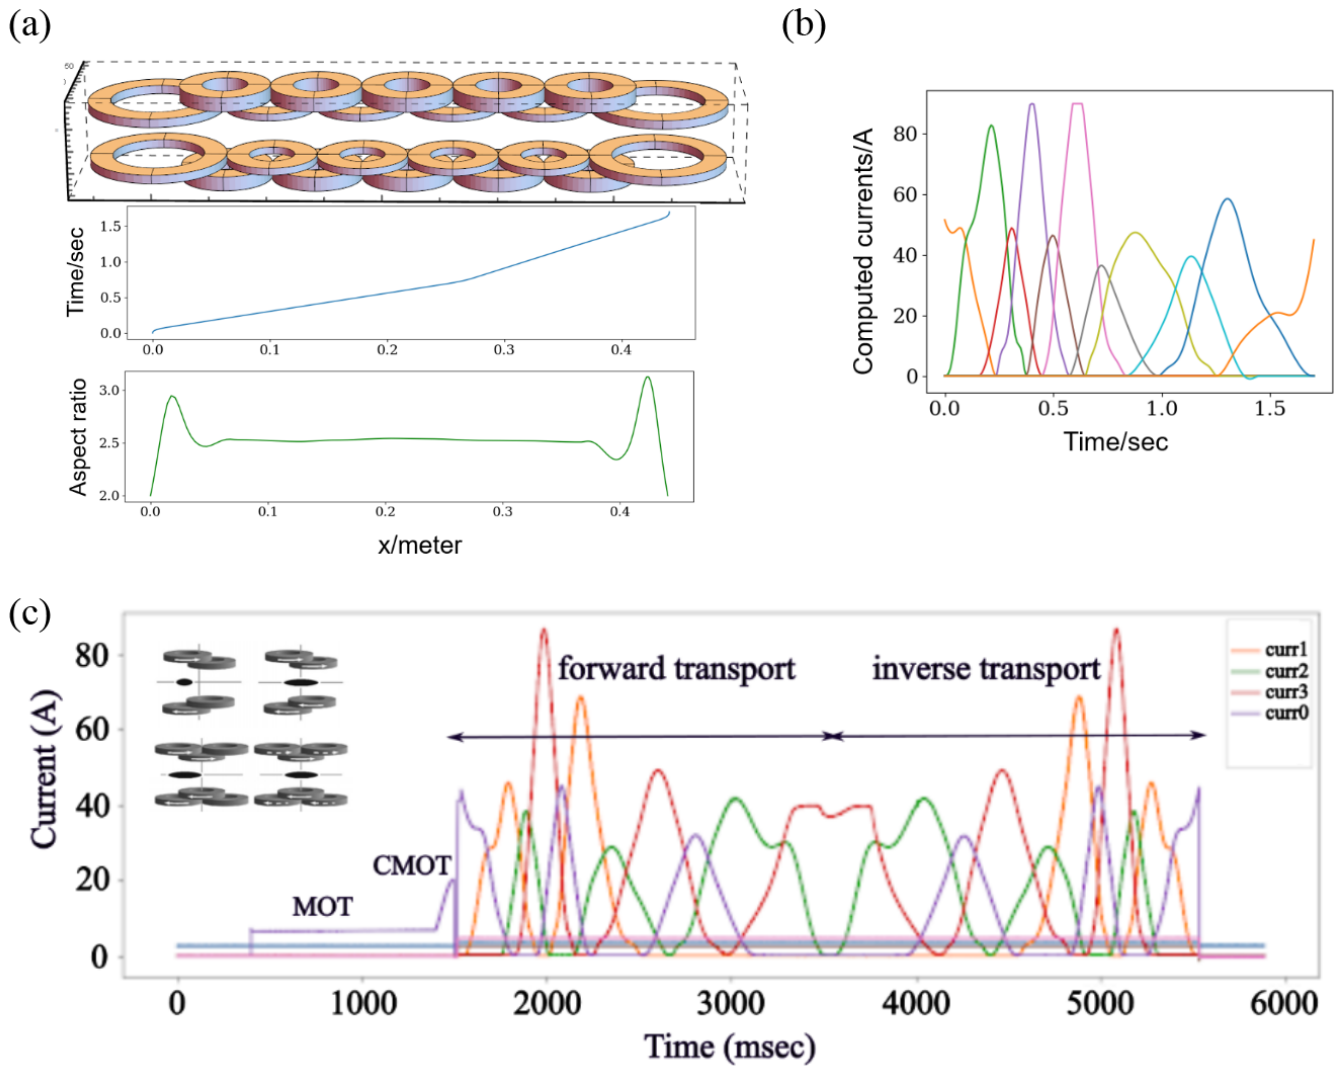 (a)
50
Time/sec
1.5
1.0
0.5
0.0
0.0 0.1 0.2 0.3 0.4
Aspect ratio
3.0
2.5
2.0
0.0 0.1 0.2 0.3 0.4
x/meter
(b)
Computed currents/A
80
60
40
20
0
0.0 0.5 1.0 1.5
Time/sec
(c)
Current (A)
80
60
40
20
0
MOT
CMOT
forward transport
inverse transport
curr1
curr2
curr3
curr0
0 1000 2000 3000 4000 5000 6000
Time (msec)